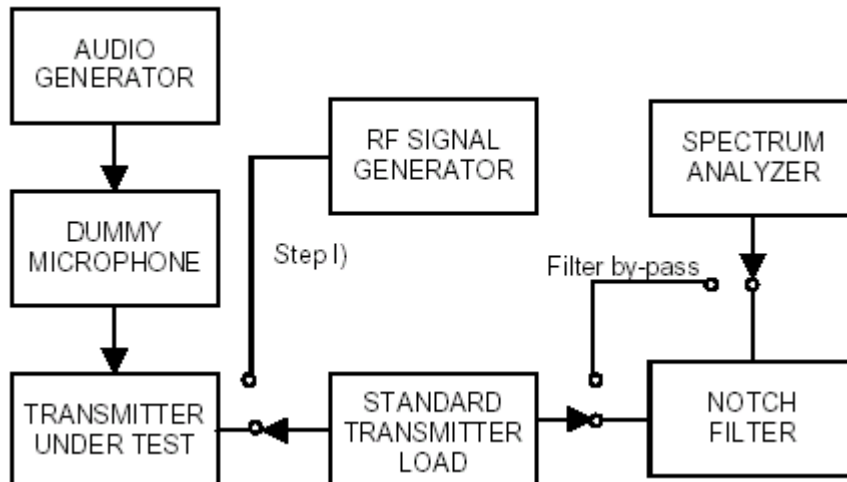 AUDIO
GENERATOR
RF SIGNAL
GENERATOR
SPECTRUM
ANALYZER
DUMMY
MICROPHONE
Step l)
Filter by-pass
TRANSMITTER
UNDER TEST
STANDARD
TRANSMITTER
LOAD
NOTCH
FILTER